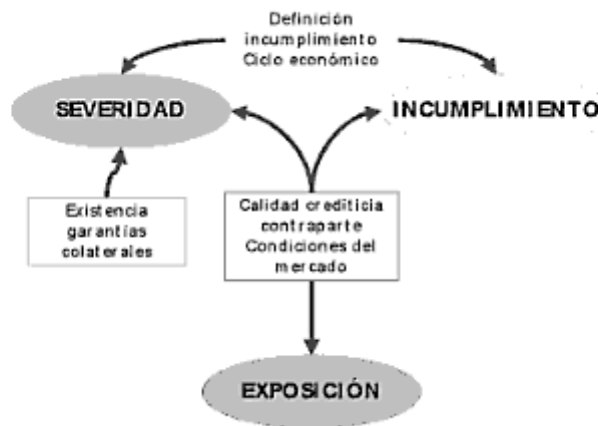 Definición
incumplimiento
Ciclo económico
SEVERIDAD
INCUMPLIMIENTO
Existencia
garantías
colaterales
Calidad crediticia
contraparte
Condiciones del
mercado
EXPOSICIÓN